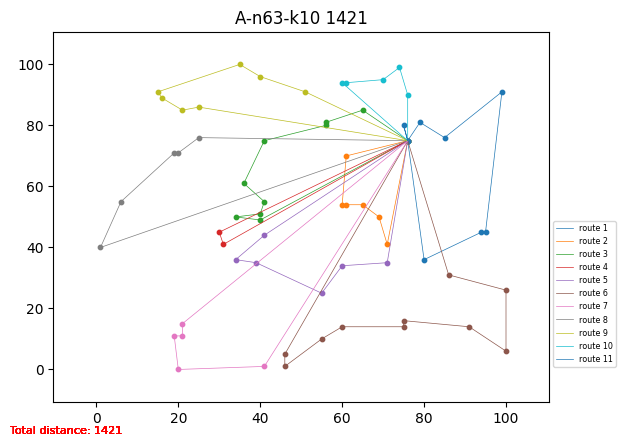 A-n63-k10 1421
100
80
60
40
20
0
0
20
40
60
80
100
route 1
route 2
route 3
route 4
route 5
route 6
route 7
route 8
route 9
route 10
route 11
Total distance: 1421